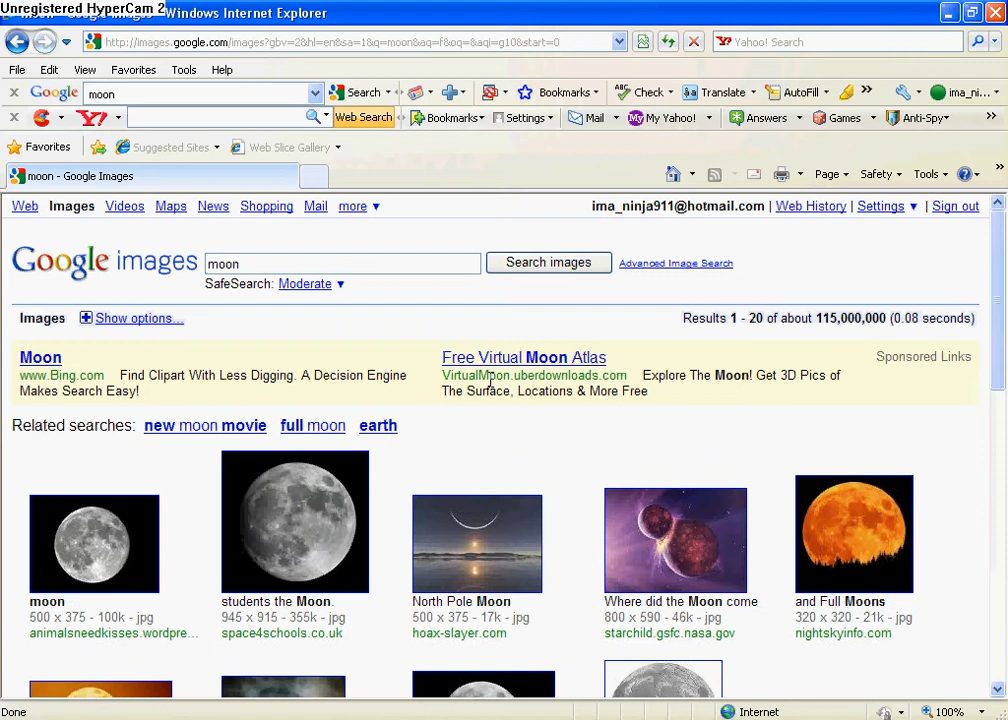 Unregistered HyperCam 2
Windows Internet Explorer
http://images.google.com/images?gbv=2&hl=en&sa=1&q=moon&aq=f&oq=&aqi=g10&start=0
Yahoo! Search
File Edit View Favorites Tools Help
Google moon Search Bookmarks Check Translate AutoFill ima_ni...
Y! Web Search Bookmarks Settings Mail My Yahoo! Answers Games Anti-Spy
Favorites Suggested Sites Web Slice Gallery
moon - Google Images Page Safety Tools
Web Images Videos Maps News Shopping Mail more ima_ninja911@hotmail.com | Web History | Settings | Sign out
Google images moon Search images Advanced Image Search
SafeSearch: Moderate
Images Show options... Results 1 - 20 of about 115,000,000 (0.08 seconds)
Moon Free Virtual Moon Atlas Sponsored Links
www.Bing.com Find Clipart With Less Digging. A Decision Engine VirtualMoon.uberdownloads.com Explore The Moon! Get 3D Pics of
Makes Search Easy! The Surface, Locations & More Free
Related searches: new moon movie full moon earth
moon students the Moon. North Pole Moon Where did the Moon come and Full Moons
500 x 375 - 100k - jpg 945 x 915 - 355k - jpg 500 x 375 - 17k - jpg 800 x 590 - 46k - jpg 320 x 320 - 21k - jpg
animalsneedkisses.wordpre... space4schools.co.uk hoax-slayer.com starchild.gsfc.nasa.gov nightskyinfo.com
Done Internet 100%